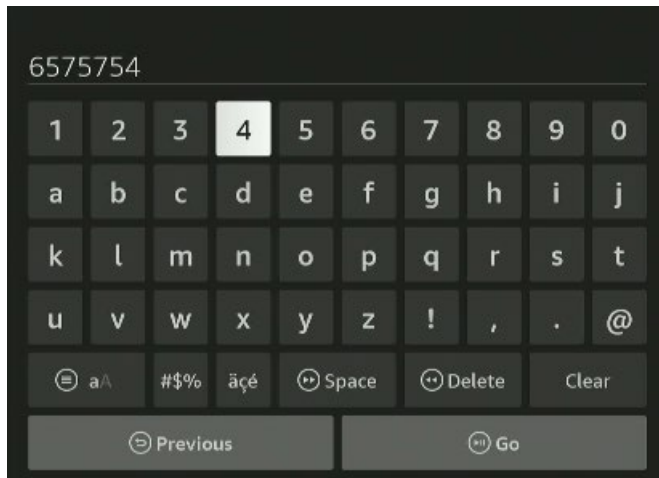 6575754
1 2 3 4 5 6 7 8 9 0
a b c d e f g h i j
k l m n o p q r s t
u v w x y z ! , . @
aA #$% äçé Space Delete Clear
Previous Go